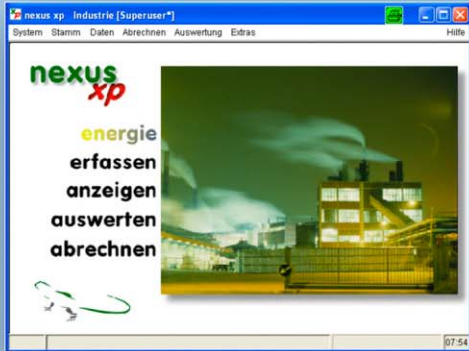 nexus xp Industrie [Superuser*]
System Stamm Daten Abrechnen Auswertung Extras Hilfe
nexus
xp
energie
erfassen
anzeigen
auswerten
abrechnen
07:54